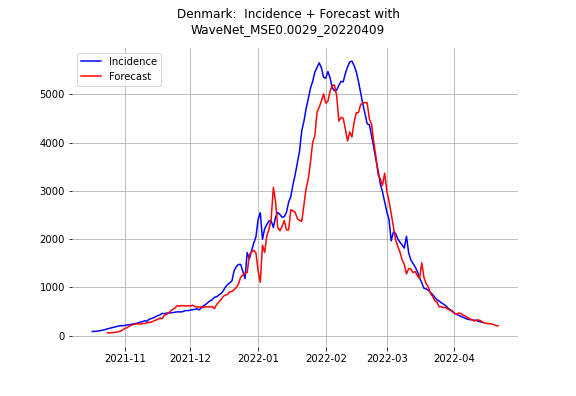 Denmark:  Incidence + Forecast with
WaveNet_MSE0.0029_20220409
Incidence
Forecast
5000
4000
3000
2000
1000
0
2021-11 2021-12 2022-01 2022-02 2022-03 2022-04